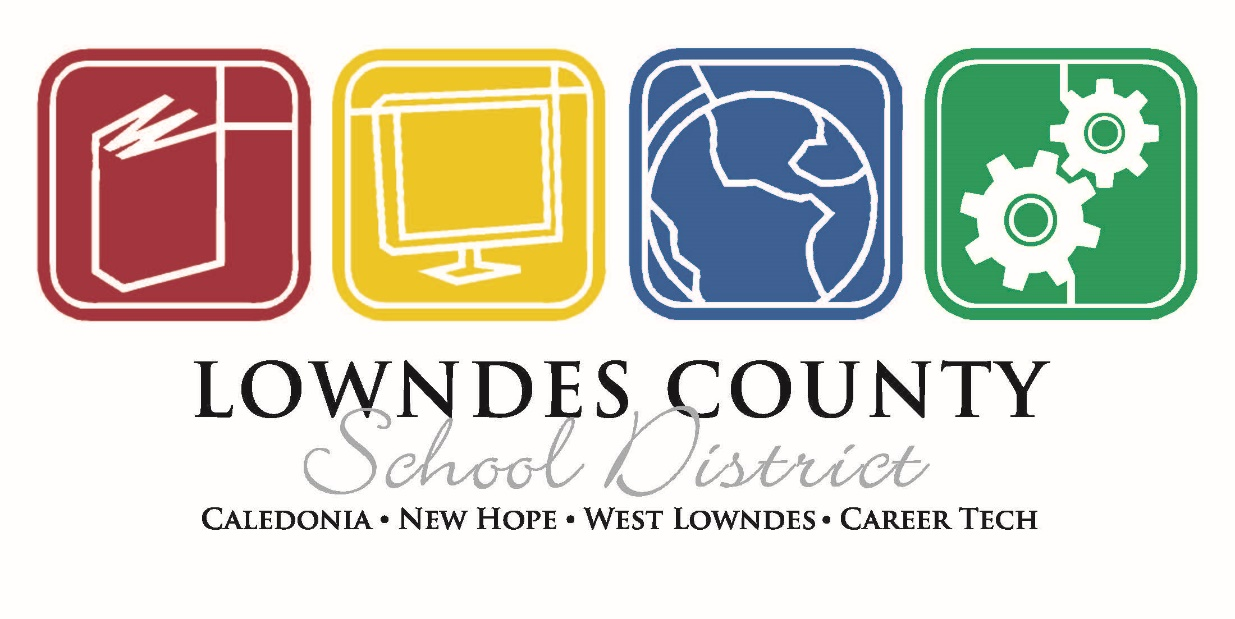 LOWNDES COUNTY
School District
CALEDONIA • NEW HOPE • WEST LOWNDES • CAREER TECH